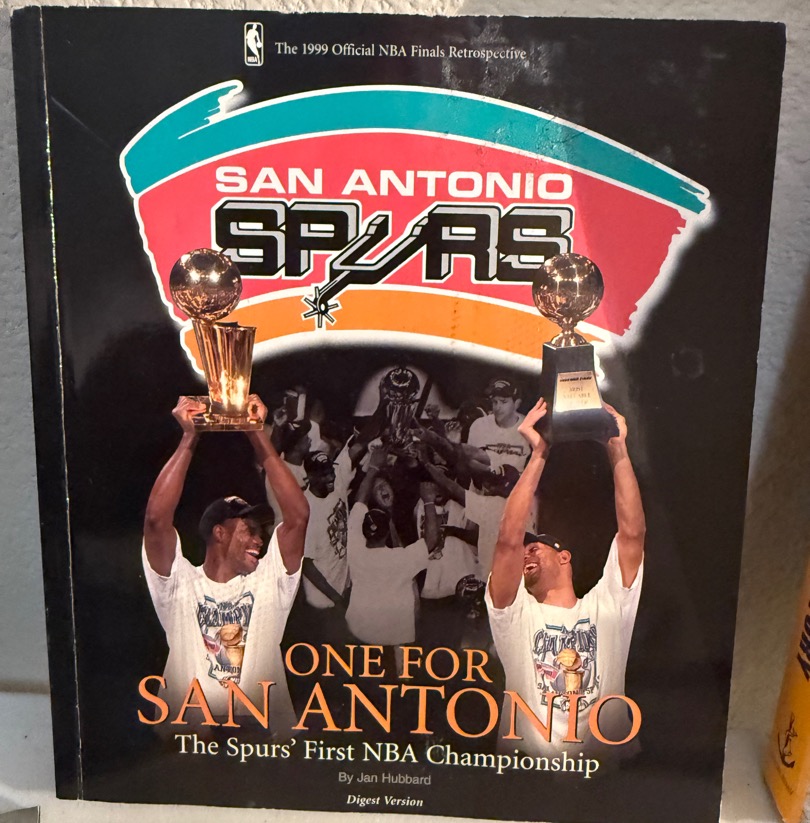 NBA
The 1999 Official NBA Finals Retrospective
SAN ANTONIO
SPURS
ONE FOR
SAN ANTONIO
The Spurs' First NBA Championship
By Jan Hubbard
Digest Version